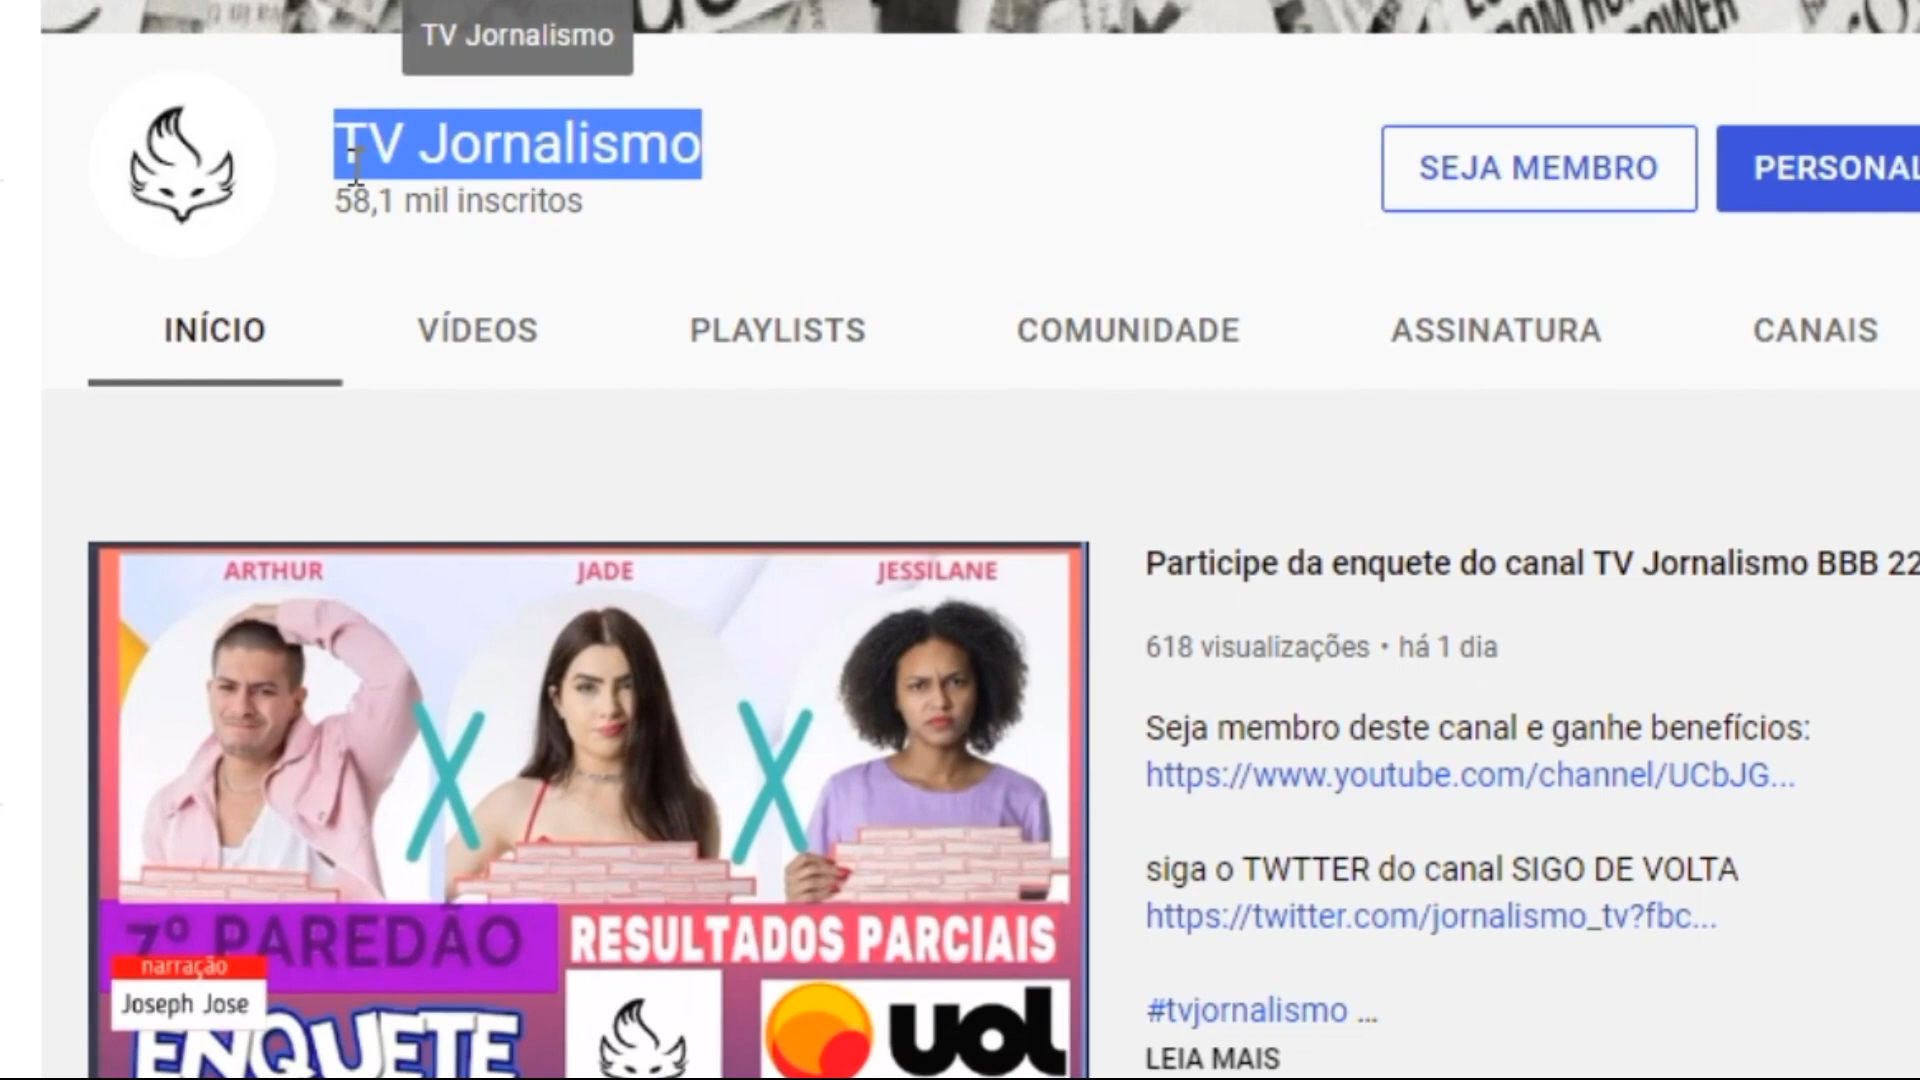 TV Jornalismo
TV Jornalismo
58,1 mil inscritos
SEJA MEMBRO
INÍCIO
VÍDEOS
PLAYLISTS
COMUNIDADE
ASSINATURA
CANAIS
ARTHUR
JADE
JESSILANE
X
X
7º PAREDÃO
RESULTADOS PARCIAIS
narração
Joseph Jose
ENQUETE
uol
Participe da enquete do canal TV Jornalismo BBB 22
618 visualizações • há 1 dia
Seja membro deste canal e ganhe benefícios:
https://www.youtube.com/channel/UCbJG...
siga o TWTTER do canal SIGO DE VOLTA
https://twitter.com/jornalismo_tv?fbc...
#tvjornalismo ...
LEIA MAIS